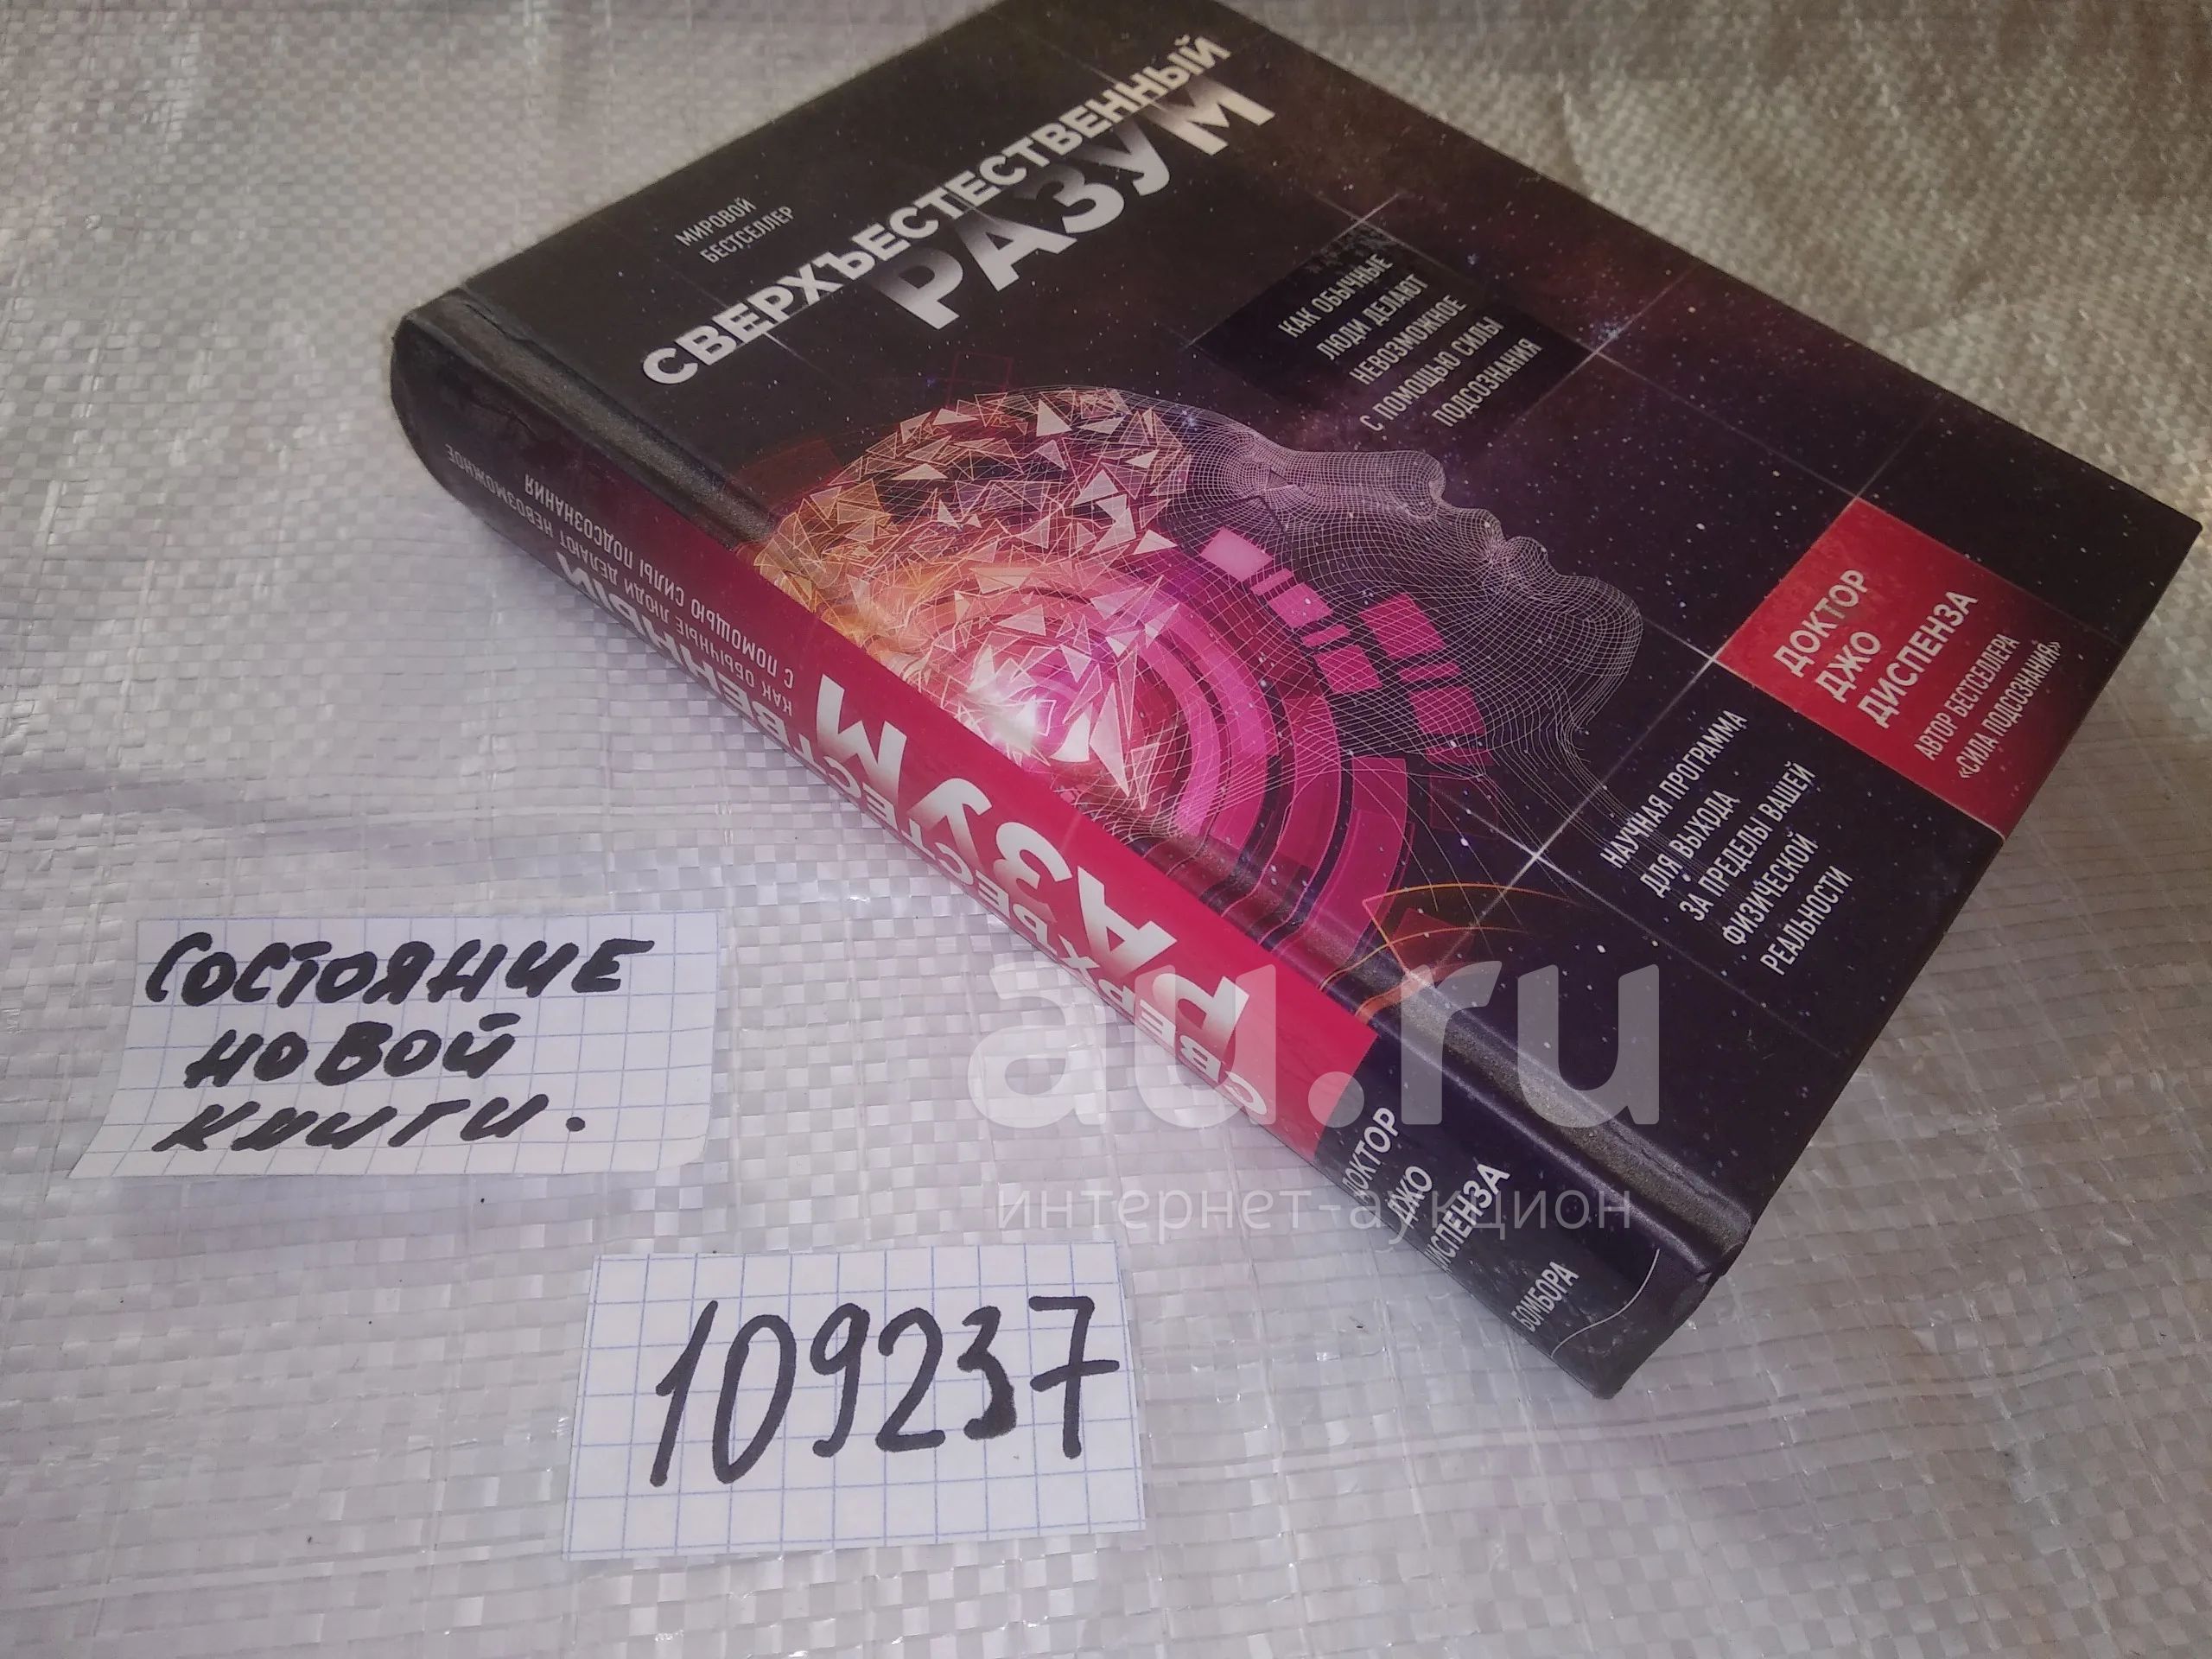 МИРОВОЙ
БЕСТСЕЛЛЕР
СВЕРХЪЕСТЕСТВЕННЫЙ
РАЗУМ
КАК ОБЫЧНЫЕ
ЛЮДИ ДЕЛАЮТ
НЕВОЗМОЖНОЕ
С ПОМОЩЬЮ СИЛЫ
ПОДСОЗНАНИЯ
ДОКТОР
ДЖО
ДИСПЕНЗА
АВТОР БЕСТСЕЛЛЕРА
«СИЛА ПОДСОЗНАНИЯ»
НАУЧНАЯ ПРОГРАММА
ДЛЯ ВЫХОДА
ЗА ПРЕДЕЛЫ ВАШЕЙ
ФИЗИЧЕСКОЙ
РЕАЛЬНОСТИ
СВЕРХЪЕСТЕСТВЕННЫЙ
РАЗУМ
КАК ОБЫЧНЫЕ ЛЮДИ ДЕЛАЮТ НЕВОЗМОЖНОЕ
С ПОМОЩЬЮ СИЛЫ ПОДСОЗНАНИЯ
ДОКТОР
ДЖО
ДИСПЕНЗА
БОМБОРА
СОСТОЯНИЕ
НОВОЙ
КНИГИ.
109237
au.ru
интернет-аукцион